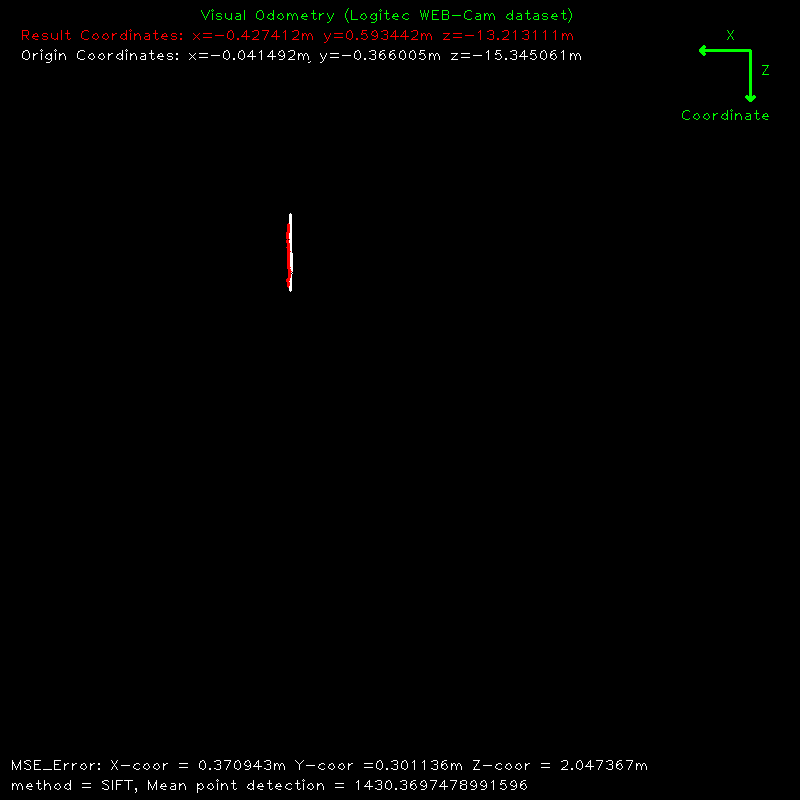 Visual Odometry (Logitec WEB-Cam dataset)
Result Coordinates: x=-0.427412m y=0.593442m z=-13.213111m
Origin Coordinates: x=-0.041492m y=-0.366005m z=-15.345061m
X
Z
Coordinate
MSE_Error: X-coor = 0.370943m Y-coor =0.301136m Z-coor = 2.047367m
method = SIFT, Mean point detection = 1430.3697478991596